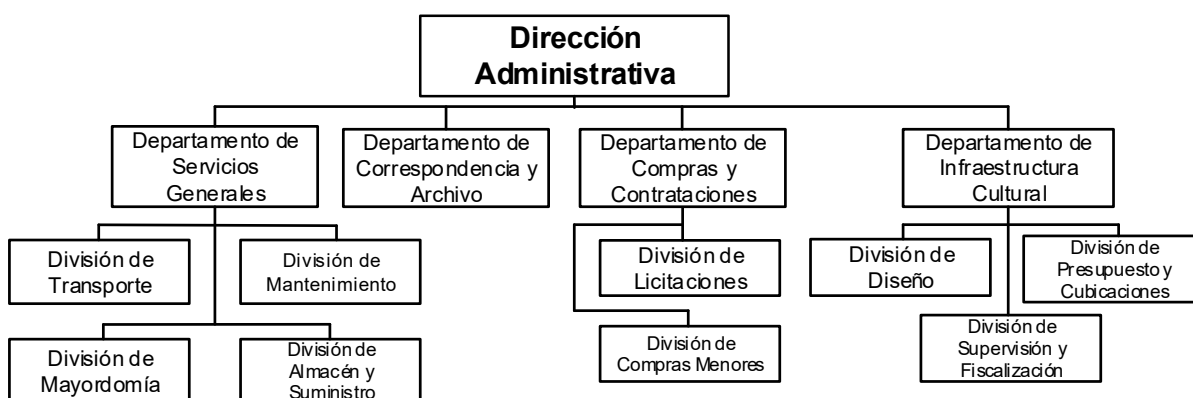 Dirección
Administrativa
Departamento de
Servicios
Generales
Departamento de
Correspondencia y
Archivo
Departamento de
Compras y
Contrataciones
Departamento de
Infraestructura
Cultural
División de
Transporte
División de
Mantenimiento
División de
Licitaciones
División de
Diseño
División de
Presupuesto y
Cubicaciones
División de
Mayordomía
División de
Almacén y
Suministro
División de
Compras Menores
División de
Supervisión y
Fiscalización